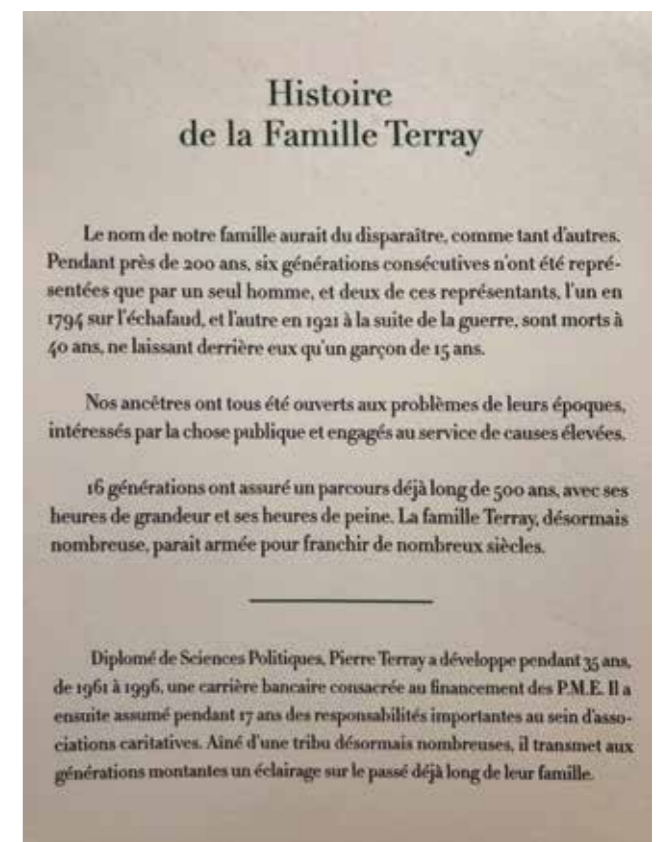 Histoire
de la Famille Terray
Le nom de notre famille aurait du disparaître, comme tant d'autres.
Pendant près de 200 ans, six générations consécutives n'ont été repré-
sentées que par un seul homme, et deux de ces représentants, l'un en
1794 sur l'échafaud, et l'autre en 1921 à la suite de la guerre, sont morts à
40 ans, ne laissant derrière eux qu'un garçon de 15 ans.
Nos ancêtres ont tous été ouverts aux problèmes de leurs époques,
intéressés par la chose publique et engagés au service de causes élevées.
16 générations ont assuré un parcours déjà long de 500 ans, avec ses
heures de grandeur et ses heures de peine. La famille Terray, désormais
nombreuse, parait armée pour franchir de nombreux siècles.
Diplomé de Sciences Politiques, Pierre Terray a développe pendant 35 ans,
de 1961 à 1996, une carrière bancaire consacrée au financement des P.M.E. Il a
ensuite assumé pendant 17 ans des responsabilités importantes au sein d'asso-
ciations caritatives. Ainé d'une tribu désormais nombreuses, il transmet aux
générations montantes un éclairage sur le passé déjà long de leur famille.